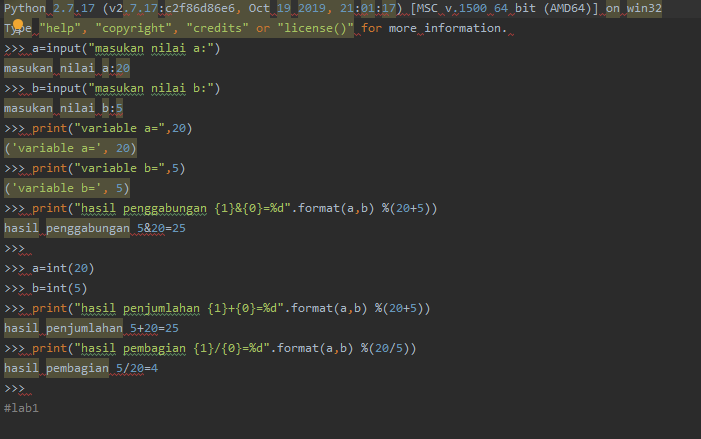 Python 2.7.17 (v2.7.17:c2f86d86e6, Oct 19 2019, 21:01:17) [MSC v.1500 64 bit (AMD64)] on win32
Type "help", "copyright", "credits" or "license()" for more information.
>>> a=input("masukan nilai a:")
masukan nilai a:20
>>> b=input("masukan nilai b:")
masukan nilai b:5
>>> print("variable a=",20)
('variable a=', 20)
>>> print("variable b=",5)
('variable b=', 5)
>>> print("hasil penggabungan {1}&{0}=%d".format(a,b) %(20+5))
hasil penggabungan 5&20=25
>>>
>>> a=int(20)
>>> b=int(5)
>>> print("hasil penjumlahan {1}+{0}=%d".format(a,b) %(20+5))
hasil penjumlahan 5+20=25
>>> print("hasil pembagian {1}/{0}=%d".format(a,b) %(20/5))
hasil pembagian 5/20=4
>>>
#lab1